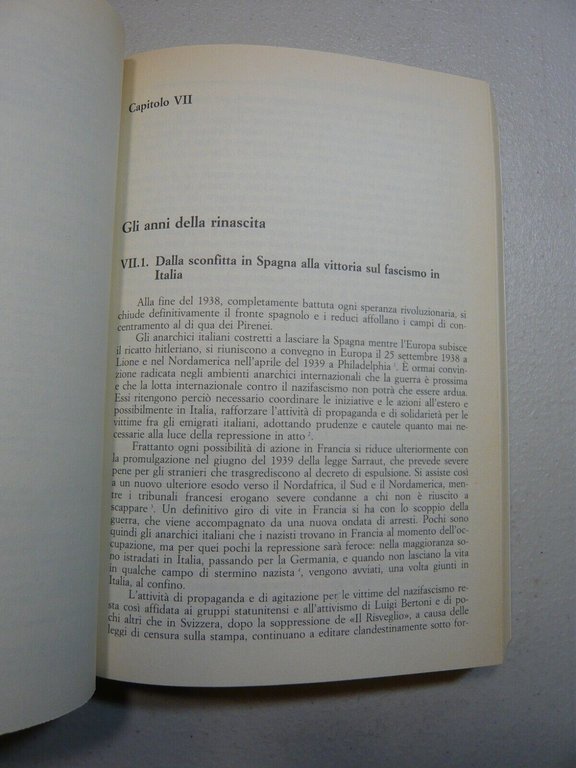 Capitolo VII
Gli anni della rinascita
VII.1. Dalla sconfitta in Spagna alla vittoria sul fascismo in
Italia
Alla fine del 1938, completamente battuta ogni speranza rivoluzionaria, si
chiude definitivamente il fronte spagnolo e i reduci affollano i campi di con-
centramento al di qua dei Pirenei.
Gli anarchici italiani costretti a lasciare la Spagna mentre l'Europa subisce
il ricatto hitleriano, si riuniscono a convegno in Europa il 25 settembre 1938 a
Lione e nel Nordamerica nell'aprile del 1939 a Philadelphia ¹. È ormai convin-
zione radicata negli ambienti anarchici internazionali che la guerra è prossima
e che la lotta internazionale contro il nazifascismo non potrà che essere ardua.
Essi ritengono perciò necessario coordinare le iniziative e le azioni all'estero e
possibilmente in Italia, rafforzare l'attività di propaganda e di solidarietà per le
vittime fra gli emigrati italiani, adottando prudenze e cautele quanto mai ne-
cessarie alla luce della repressione in atto ².
Frattanto ogni possibilità di azione in Francia si riduce ulteriormente con
la promulgazione nel giugno del 1939 della legge Sarraut, che prevede severe
pene per gli stranieri che trasgrediscono al decreto di espulsione. Si assiste così
a un nuovo ulteriore esodo verso il Nordafrica, il Sud e il Nordamerica, men-
tre i tribunali francesi erogano severe condanne a chi non è riuscito a
scappare ³. Un definitivo giro di vite in Francia si ha con lo scoppio della
guerra, che viene accompagnato da una nuova ondata di arresti. Pochi sono
quindi gli anarchici italiani che i nazisti trovano in Francia al momento dell'oc-
cupazione, ma per quei pochi la repressione sarà feroce: nella maggioranza so-
no istradati in Italia, passando per la Germania, e quando non lasciano la vita
in qualche campo di stermino nazista ⁴, vengono avviati, una volta giunti in
Italia, al confino.
L'attività di propaganda e di agitazione per le vittime del nazifascismo re-
sta così affidata ai gruppi statunitensi e all'attivismo di Luigi Bertoni e di po-
chi altri che in Svizzera, dopo la soppressione de «Il Risveglio», a causa delle
leggi di censura sulla stampa, continuano a editare clandestinamente sotto for-